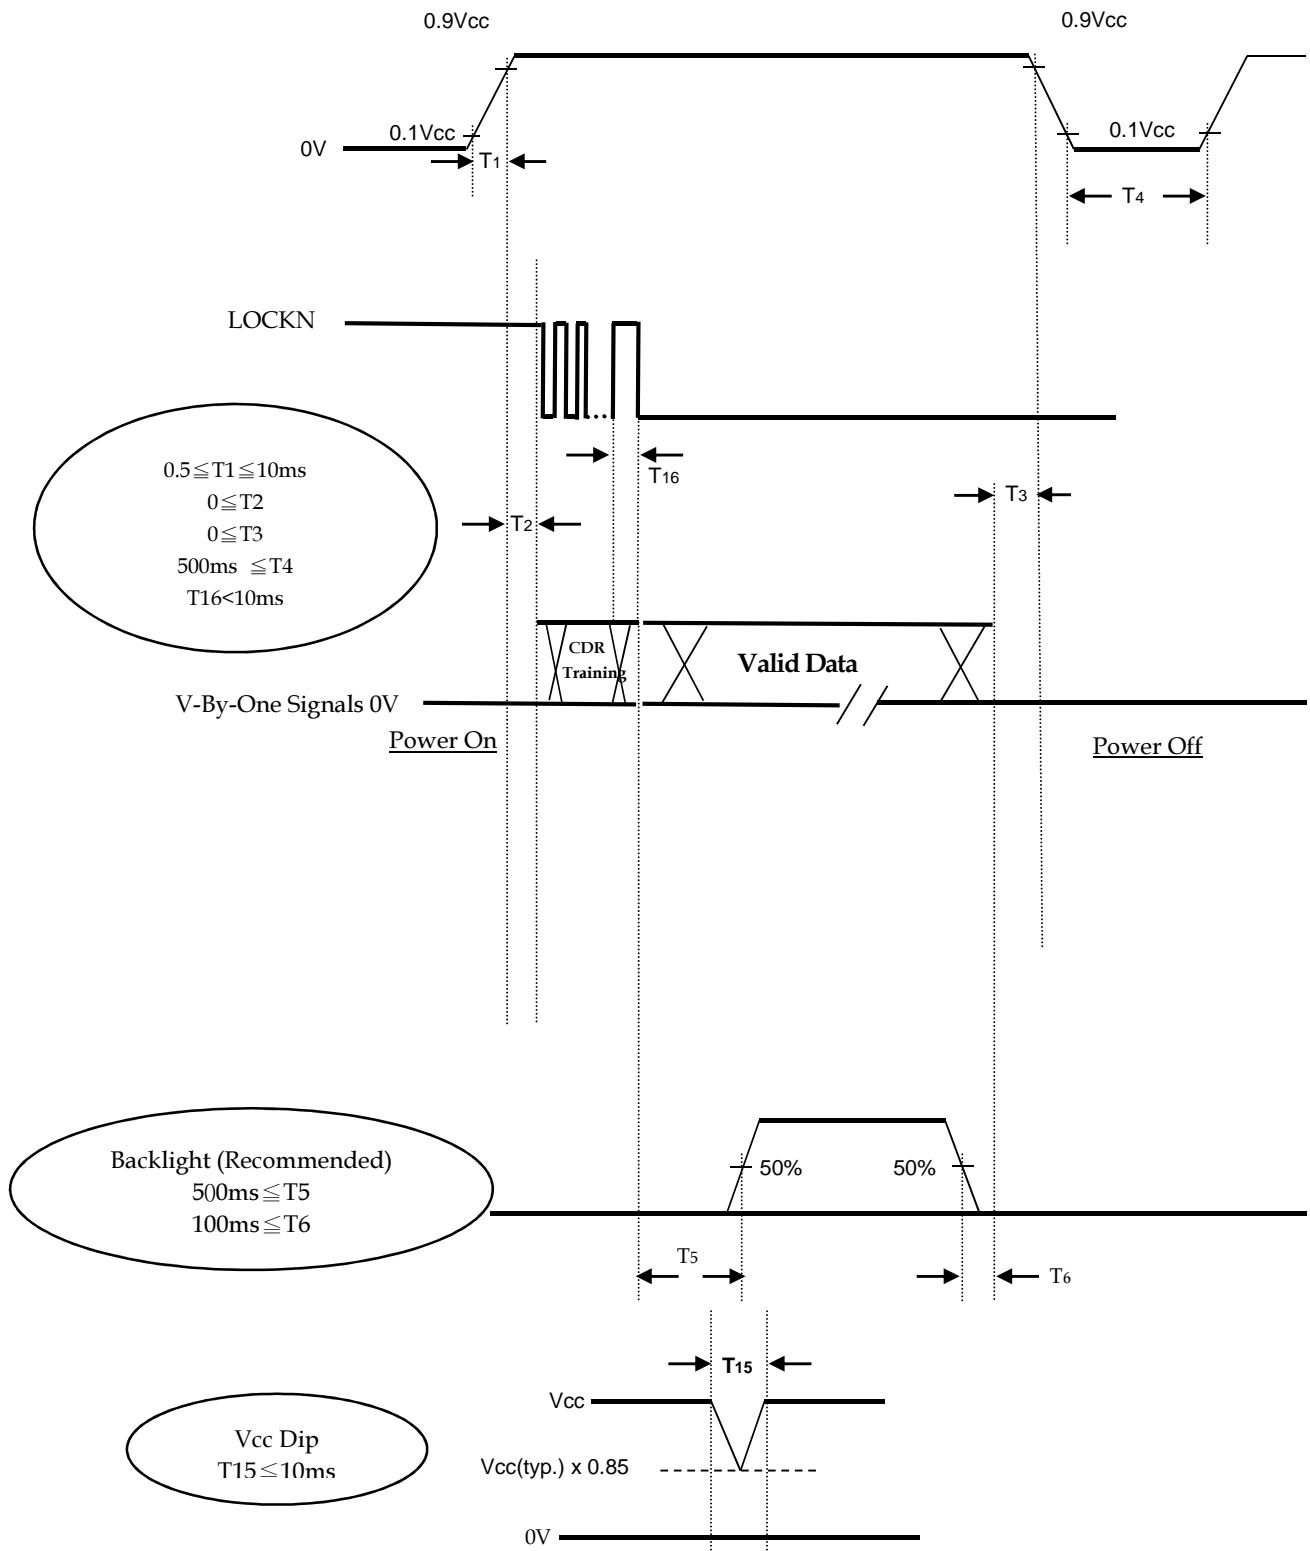 0.9Vcc
0.9Vcc
0.1Vcc
0.1Vcc
0V
T1
T4
LOCKN
0.5≦T1≦10ms
0≦T2
0≦T3
500ms ≦T4
T16<10ms
T16
T3
T2
CDR
Training
Valid Data
V-By-One Signals 0V
Power On
Power Off
Backlight (Recommended)
500ms≦T5
100ms≦T6
50%
50%
T5
T6
T15
Vcc
Vcc Dip
T15≦10ms
Vcc(typ.) x 0.85
0V